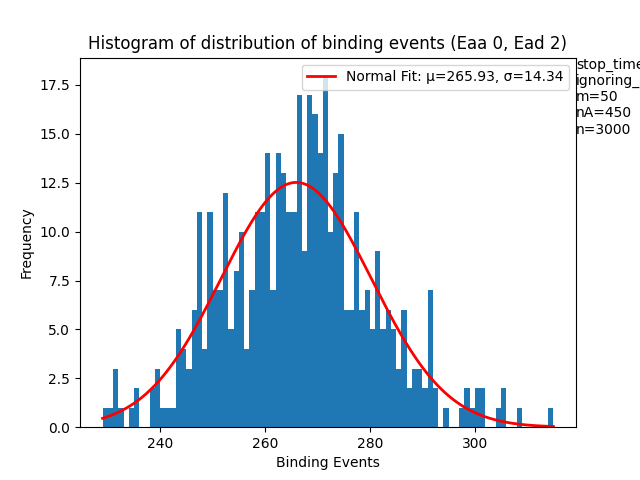 Histogram of distribution of binding events (Eaa 0, Ead 2)
Normal Fit: μ=265.93, σ=14.34
m=50
nA=450
n=3000
17.5
15.0
12.5
10.0
7.5
5.0
2.5
0.0
Frequency
240 260 280 300
Binding Events